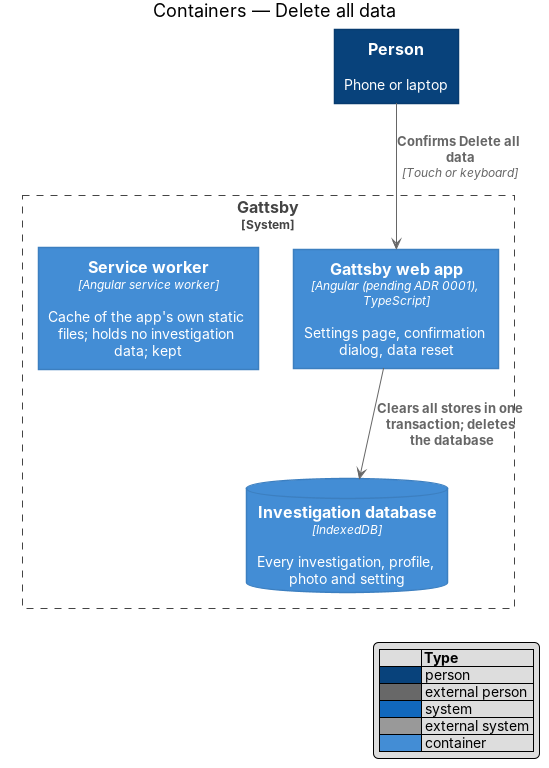 Containers — Delete all data
Person
Phone or laptop
Confirms Delete all
data
[Touch or keyboard]
Gattsby
[System]
Service worker
[Angular service worker]
Cache of the app's own static
files; holds no investigation
data; kept
Gattsby web app
[Angular (pending ADR 0001),
TypeScript]
Settings page, confirmation
dialog, data reset
Clears all stores in one
transaction; deletes
the database
Investigation database
[IndexedDB]
Every investigation, profile,
photo and setting
Type
person
external person
system
external system
container